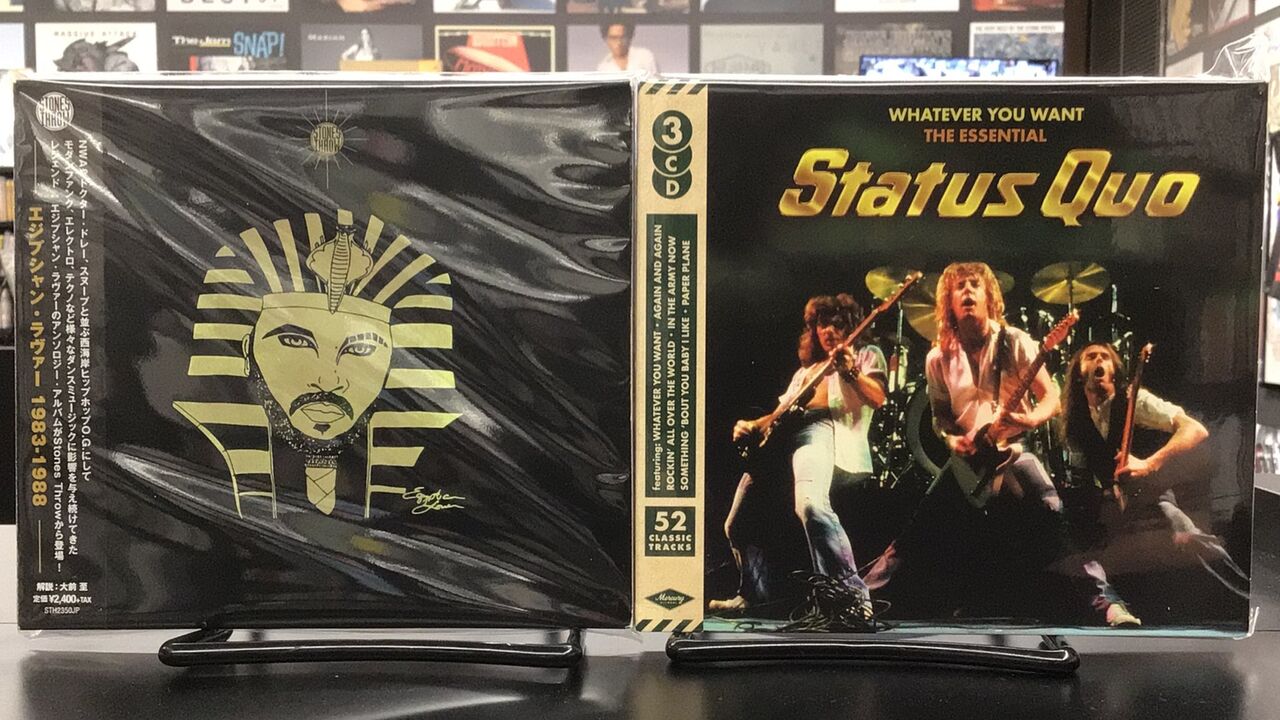 MASSIVE ATTACK
The Jam SNAP!
STONES THROW
NWA、ドクター・ドレー、スヌープと並ぶ西海岸ヒップホップO.G.にして
モダン・ファンク、エレクトロ、テクノなど様々なダンスミュージックに影響を与え続けてきた
レジェンド、エジプシャン・ラヴァーのアンソロジー・アルバムがStones Throwから登場！
エジプシャン・ラヴァー 1983-1988
解説：大前 至
定価 ¥2,400+TAX
STH2350JP
STONES THROW
Egyptian
Lover
3
C
D
featuring: WHATEVER YOU WANT • AGAIN AND AGAIN
ROCKIN' ALL OVER THE WORLD • IN THE ARMY NOW
SOMETHING 'BOUT YOU BABY I LIKE • PAPER PLANE
52
CLASSIC
TRACKS
Mercury
WHATEVER YOU WANT
THE ESSENTIAL
Status Quo